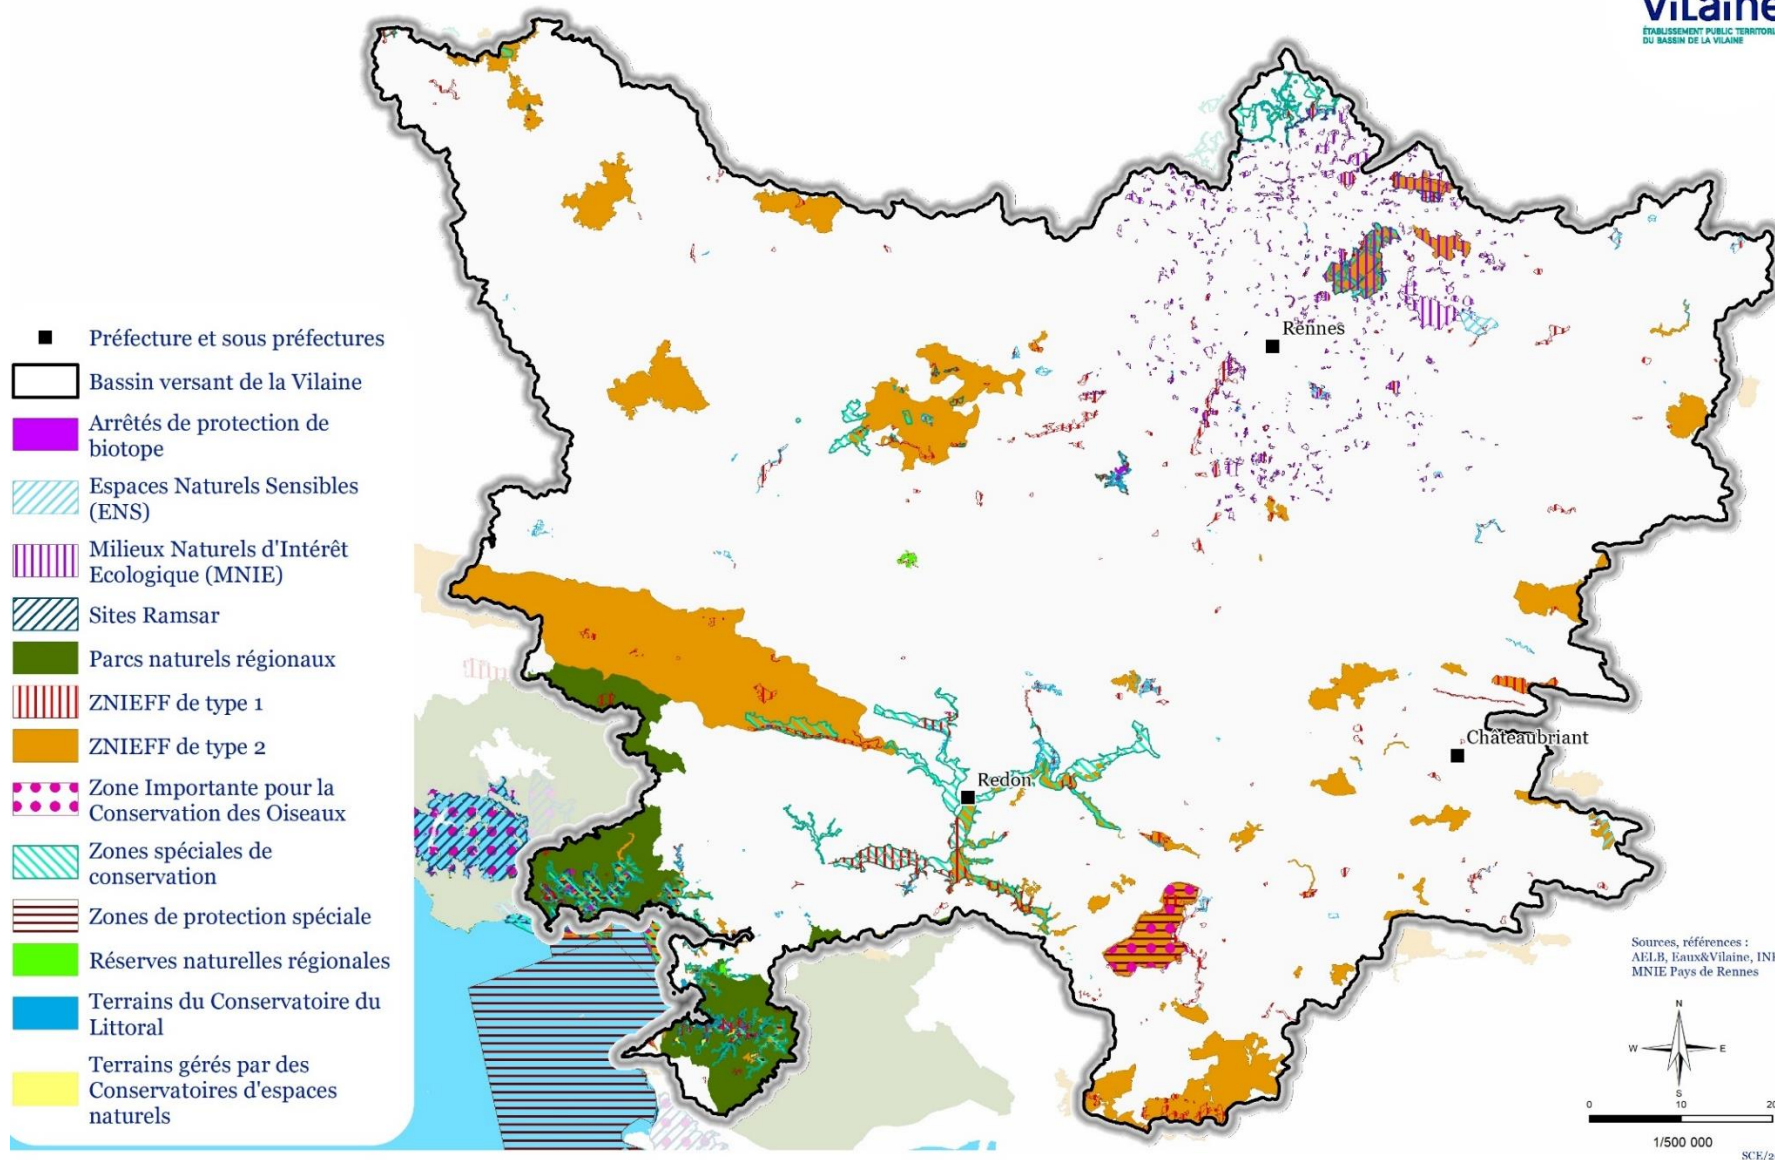 Vilaine
ÉTABLISSEMENT PUBLIC
DU BASSIN DE LA VILAINE
Préfecture et sous préfectures
Bassin versant de la Vilaine
Arrêtés de protection de
biotope
Espaces Naturels Sensibles
(ENS)
Milieux Naturels d'Intérêt
Ecologique (MNIE)
Sites Ramsar
Parcs naturels régionaux
ZNIEFF de type 1
ZNIEFF de type 2
Zone Importante pour la
Conservation des Oiseaux
Zones spéciales de
conservation
Zones de protection spéciale
Réserves naturelles régionales
Terrains du Conservatoire du
Littoral
Terrains gérés par des
Conservatoires d'espaces
naturels
Rennes
Châteaubriant
Redon
Sources, références :
AELB, Eaux&Vilaine,
MNIE Pays de Rennes
N
W E
S
0 10
1/500 000